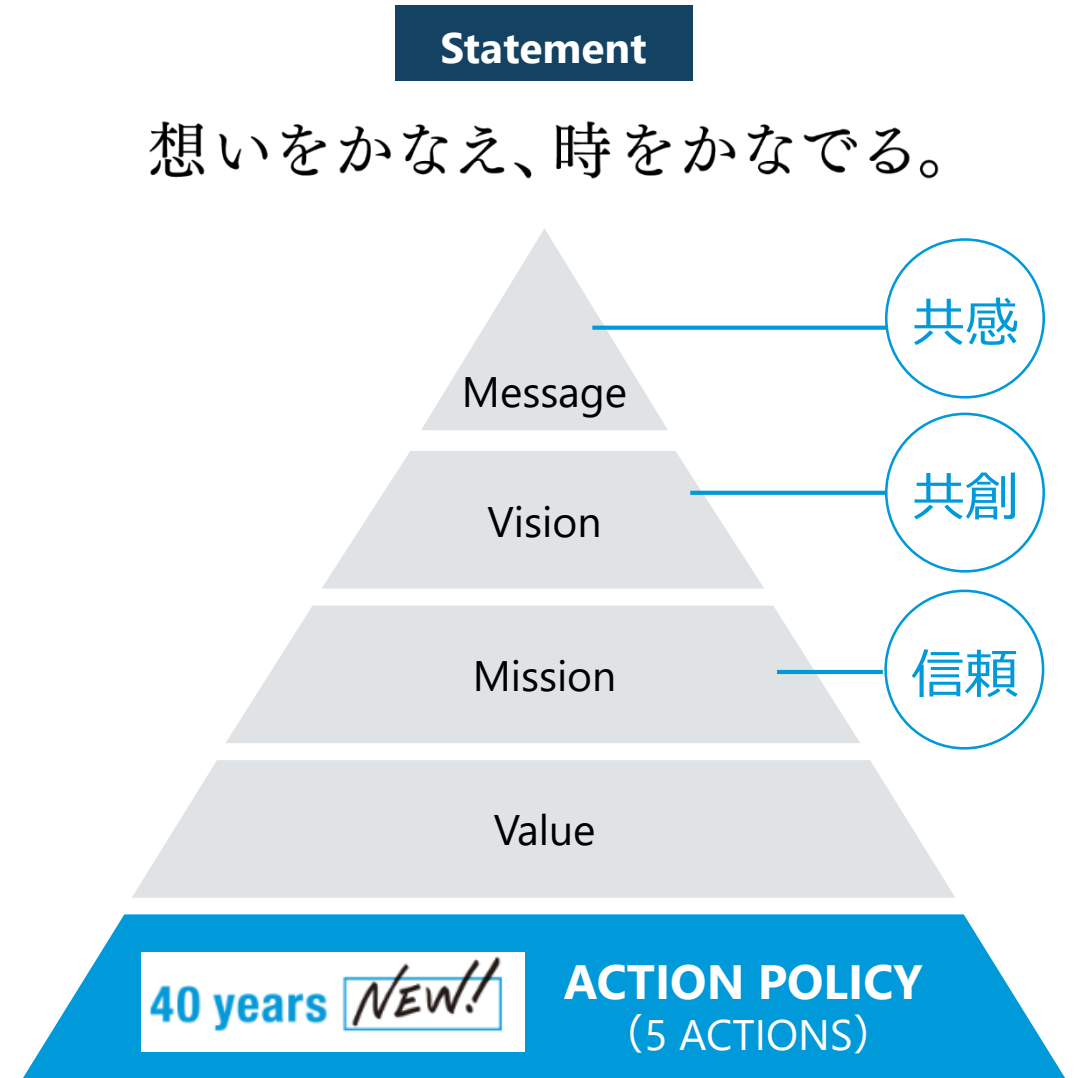 Statement
想いをかなえ、時をかなでる。
共感
Message
共創
Vision
信頼
Mission
Value
40 years NEW!!
ACTION POLICY
（5 ACTIONS）